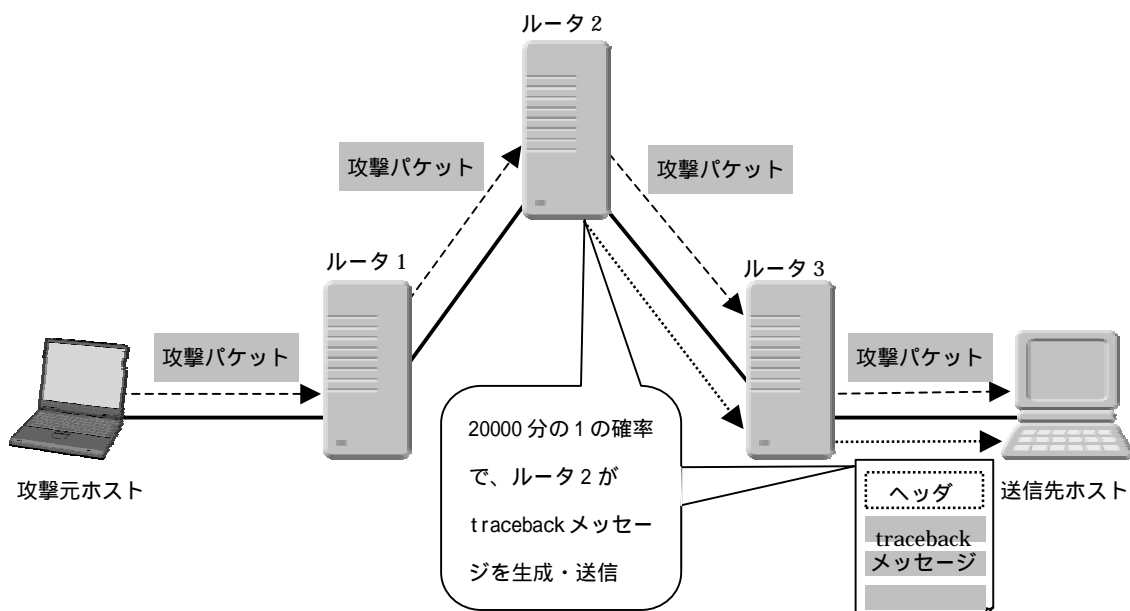 ルータ 2
攻撃パケット
攻撃パケット
ルータ 1
ルータ 3
攻撃パケット
攻撃パケット
20000 分の 1 の確率
で、ルータ 2 が
traceback メッセー
ジを生成・送信
攻撃元ホスト
ヘッダ
送信先ホスト
traceback
メッセージ